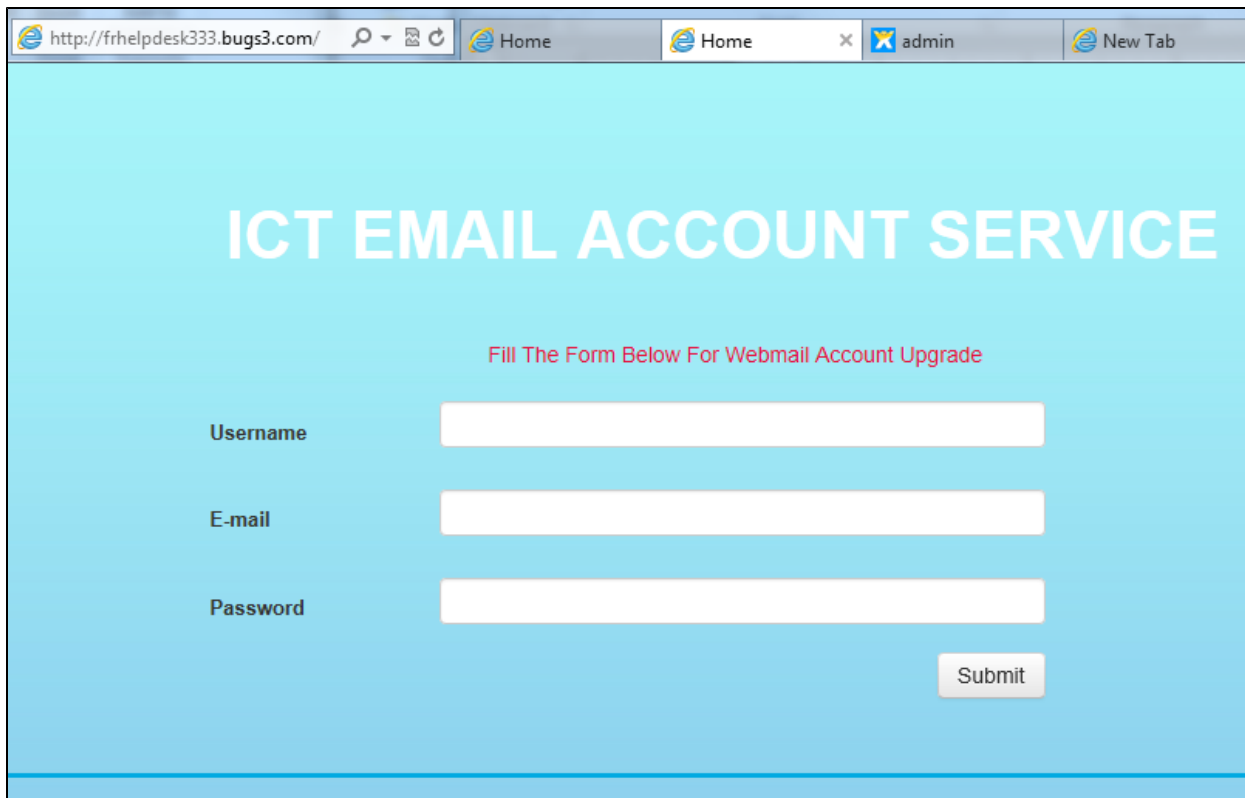 http://frhelpdesk333.bugs3.com/ Home Home admin New Tab
ICT EMAIL ACCOUNT SERVICE
Fill The Form Below For Webmail Account Upgrade
Username
E-mail
Password
Submit